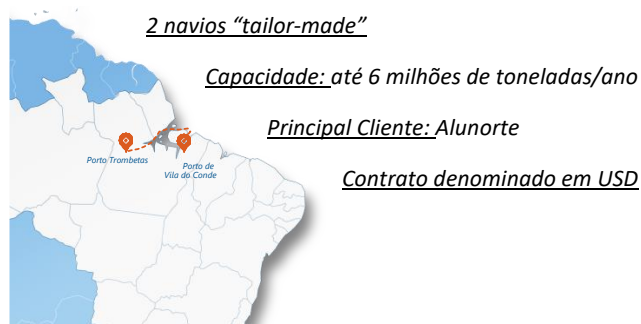 2 navios “tailor-made”
Capacidade: até 6 milhões de toneladas/ano
Principal Cliente: Alunorte
Porto Trombetas
Porto de
Vila do Conde
Contrato denominado em USD